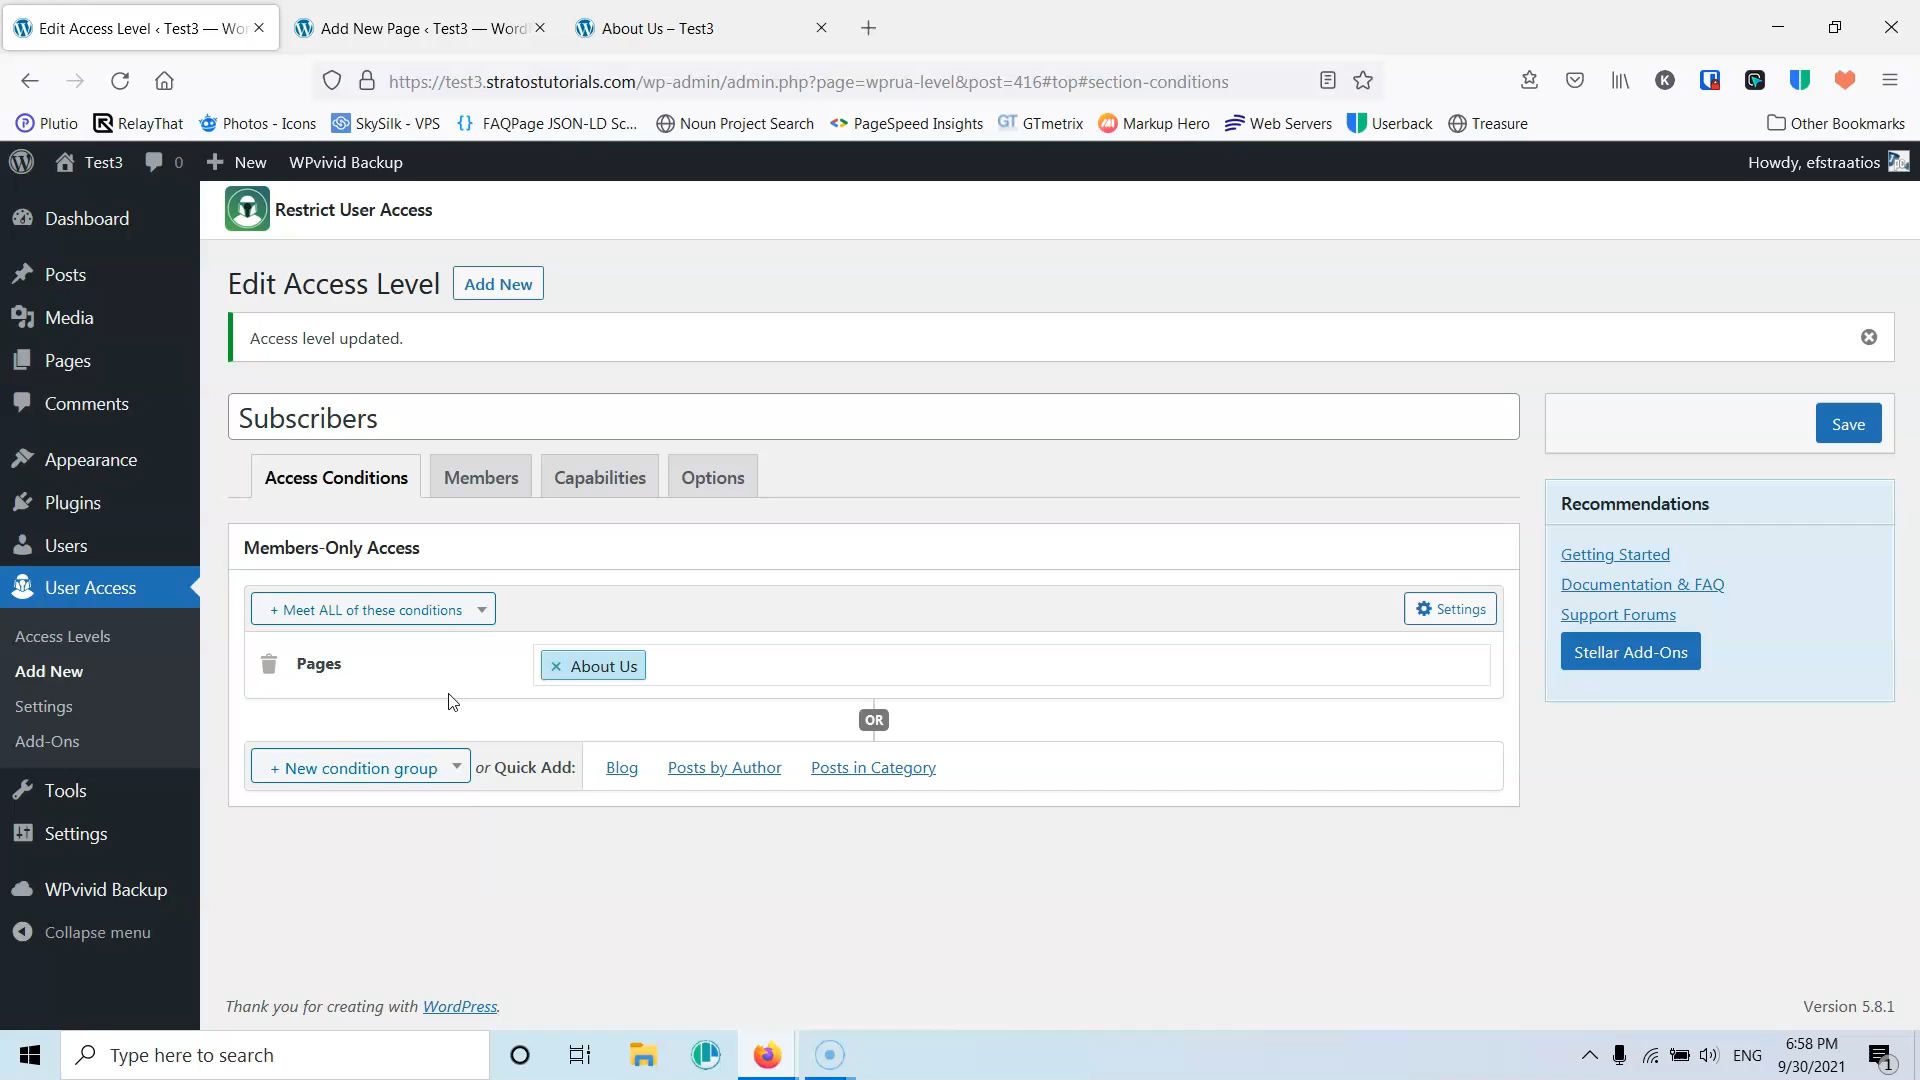 Edit Access Level ‹ Test3 — Wor
Add New Page ‹ Test3 — Word
About Us – Test3
https://test3.stratostutorials.com/wp-admin/admin.php?page=wprua-level&post=416#top#section-conditions
Plutio
RelayThat
Photos - Icons
SkySilk - VPS
FAQPage JSON-LD Sc...
Noun Project Search
PageSpeed Insights
GTmetrix
Markup Hero
Web Servers
Userback
Treasure
Other Bookmarks
Test3
0
New
WPvivid Backup
Howdy, efstraatios
Dashboard
Posts
Media
Pages
Comments
Appearance
Plugins
Users
User Access
Access Levels
Add New
Settings
Add-Ons
Tools
Settings
WPvivid Backup
Collapse menu
Restrict User Access
Edit Access Level
Add New
Access level updated.
Subscribers
Save
Access Conditions
Members
Capabilities
Options
Members-Only Access
+ Meet ALL of these conditions
Settings
Pages
× About Us
OR
+ New condition group
or Quick Add:
Blog
Posts by Author
Posts in Category
Recommendations
Getting Started
Documentation & FAQ
Support Forums
Stellar Add-Ons
Thank you for creating with WordPress.
Version 5.8.1
Type here to search
ENG
6:58 PM
9/30/2021
1